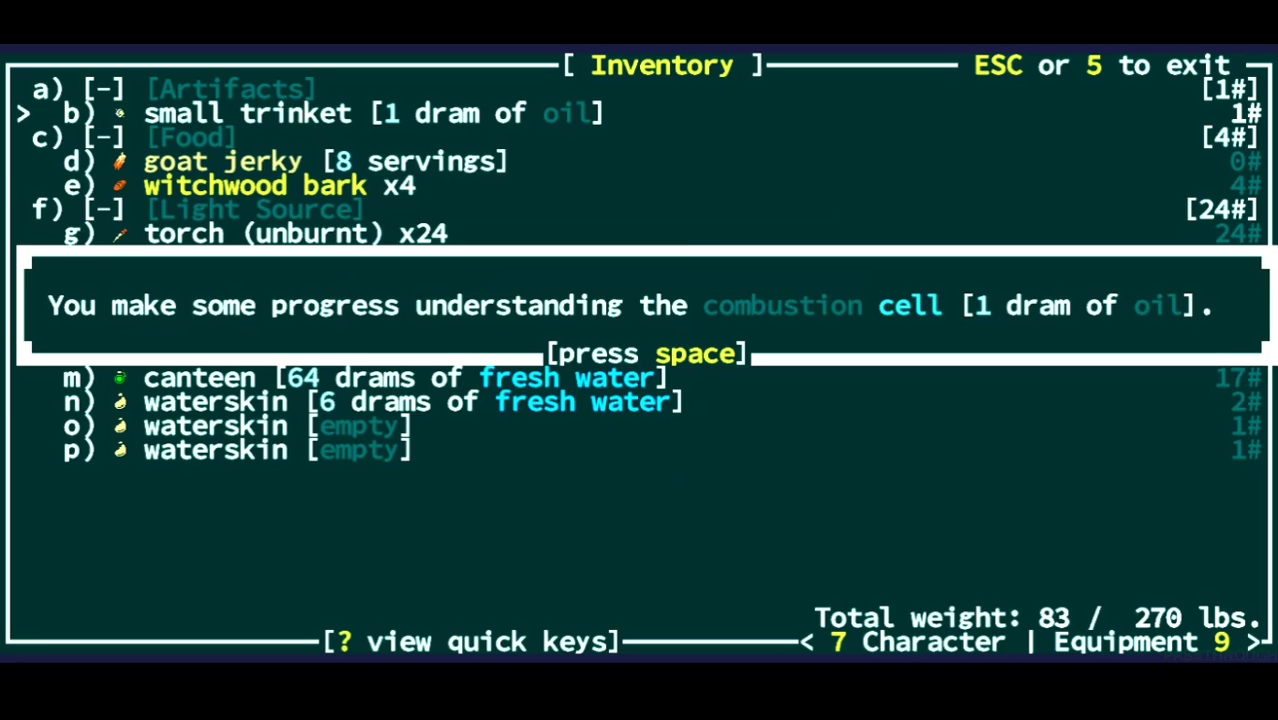 [ Inventory ] ESC or 5 to exit
a) [-] [Artifacts] [1#]
> b) small trinket [1 dram of oil] 1#
c) [-] [Food] [4#]
d) goat jerky [8 servings] 0#
e) witchwood bark x4 4#
f) [-] [Light Source] [24#]
g) torch (unburnt) x24 24#
You make some progress understanding the combustion cell [1 dram of oil].
[press space]
m) canteen [64 drams of fresh water] 17#
n) waterskin [6 drams of fresh water] 2#
o) waterskin [empty] 1#
p) waterskin [empty] 1#
Total weight: 83 / 270 lbs.
[? view quick keys] < 7 Character | Equipment 9 >